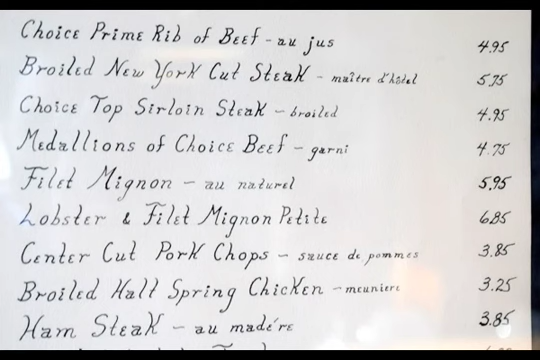 Choice Prime Rib of Beef - au jus 4.95
Broiled New York Cut Steak - maître d'hôtel 5.75
Choice Top Sirloin Steak - broiled 4.95
Medallions of Choice Beef - garni 4.75
Filet Mignon - au naturel 5.95
Lobster & Filet Mignon Petite 6.85
Center Cut Pork Chops - sauce de pommes 3.85
Broiled Half Spring Chicken - meuniere 3.25
Ham Steak - au madére 3.85